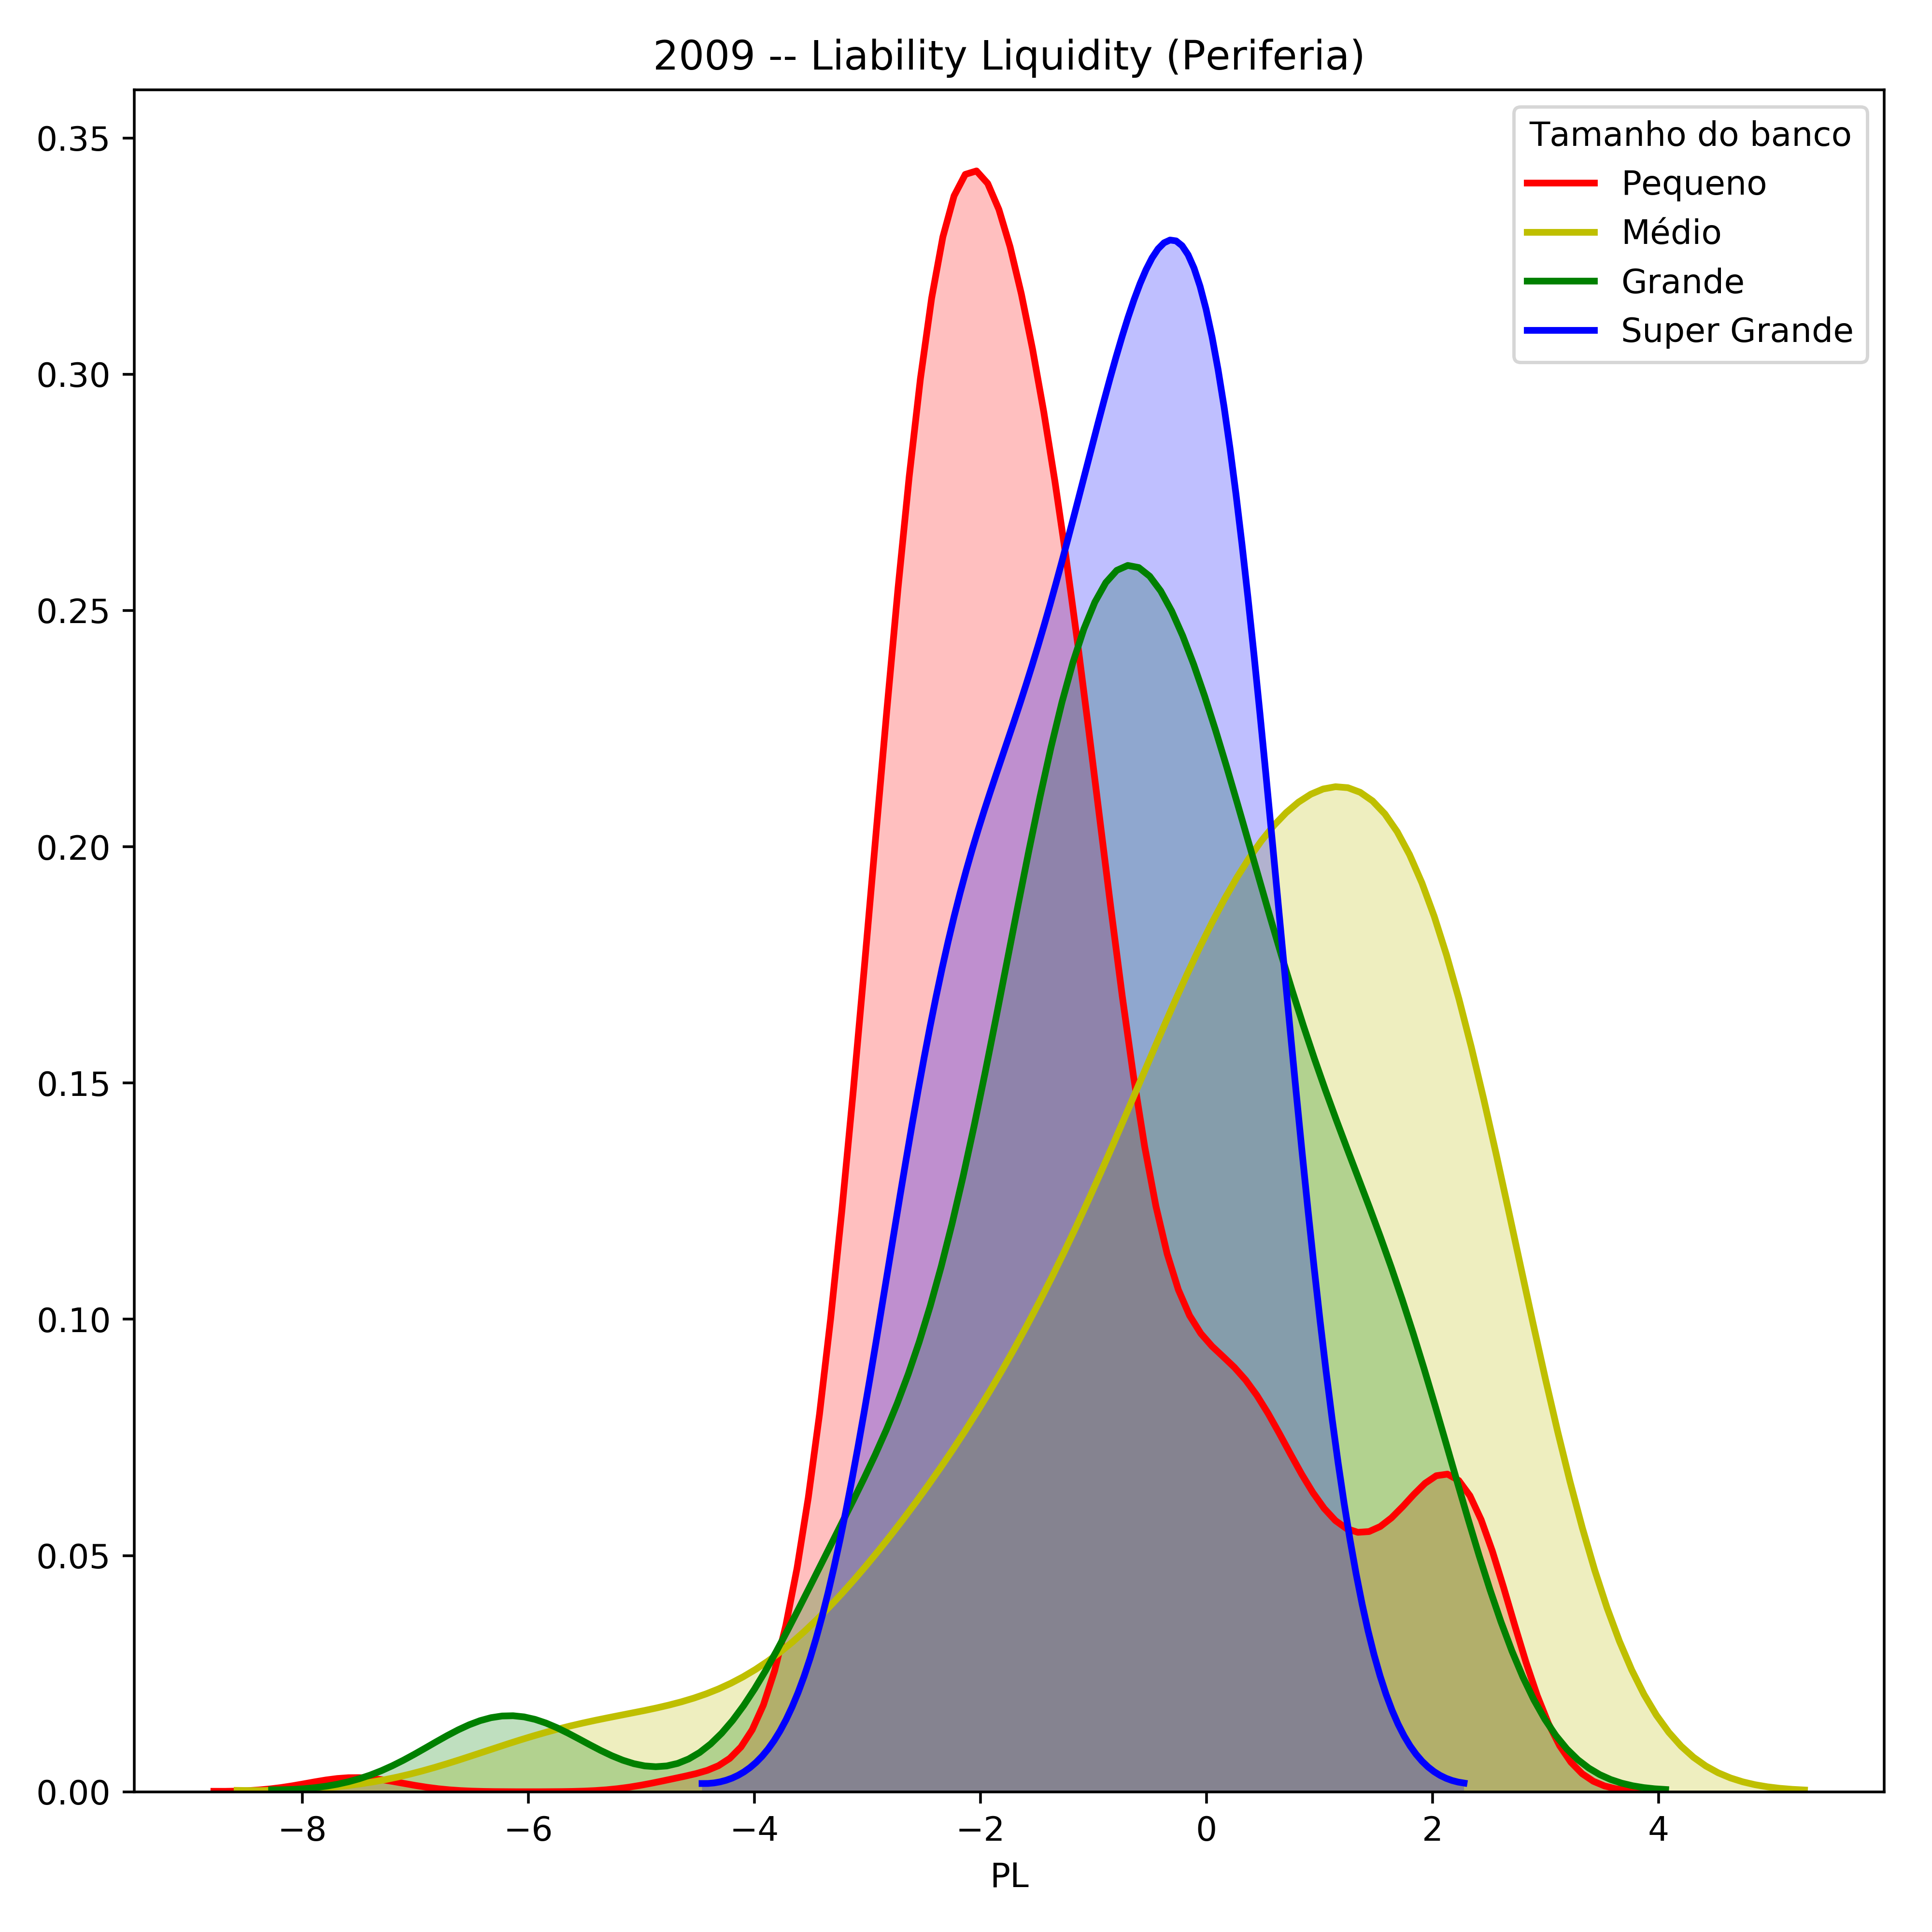 2009 -- Liability Liquidity (Periferia)
Tamanho do banco
Pequeno
Médio
Grande
Super Grande
0.35
0.30
0.25
0.20
0.15
0.10
0.05
0.00
−8 −6 −4 −2 0 2 4
PL